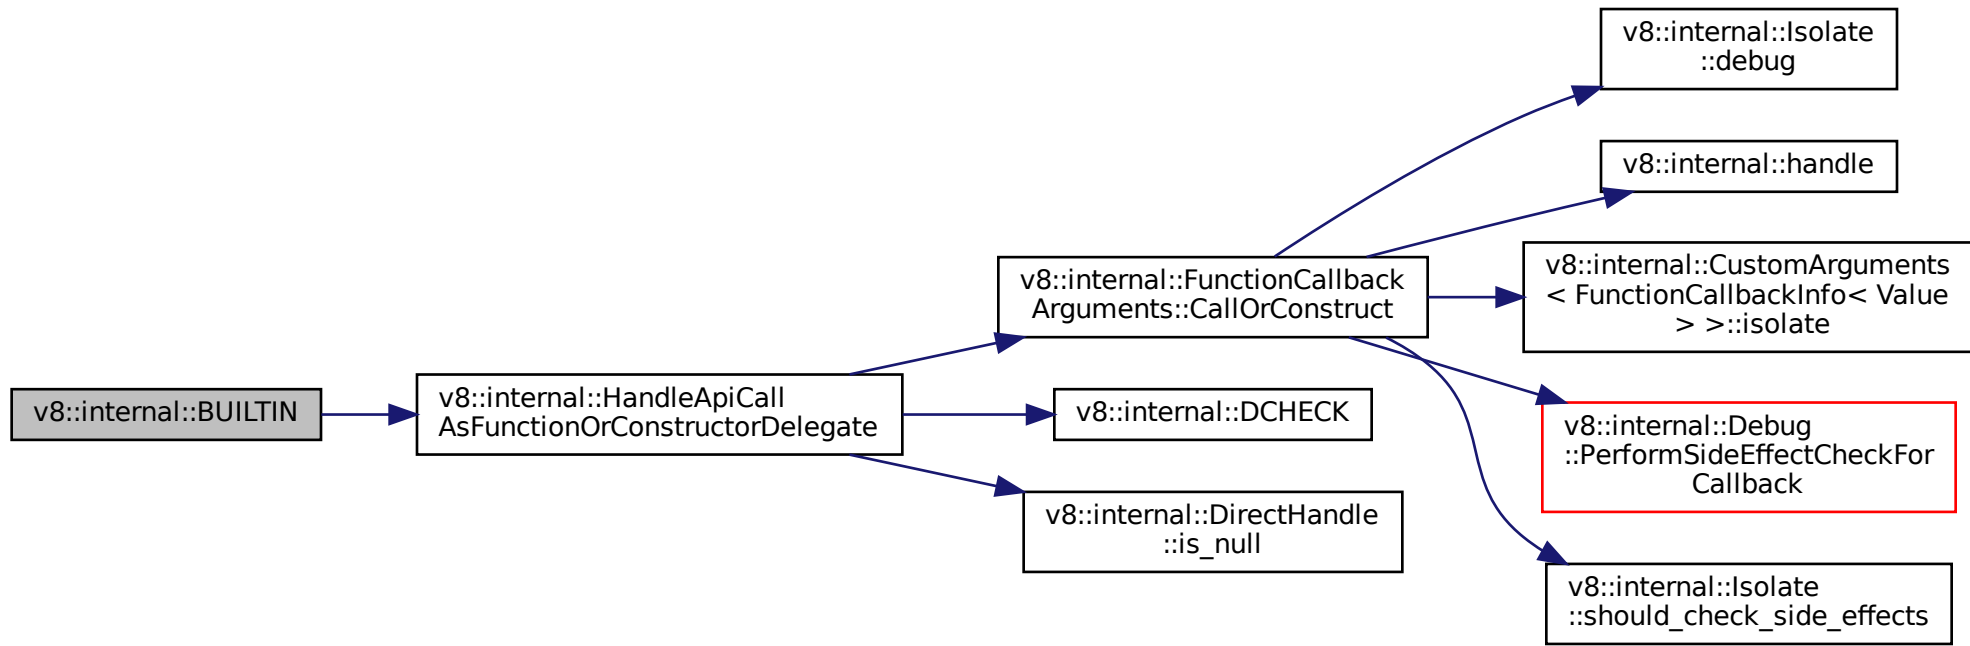 v8::internal::BUILTIN
v8::internal::HandleApiCall
AsFunctionOrConstructorDelegate
v8::internal::FunctionCallback
Arguments::CallOrConstruct
v8::internal::DCHECK
v8::internal::DirectHandle
::is_null
v8::internal::Isolate
::debug
v8::internal::handle
v8::internal::CustomArguments
< FunctionCallbackInfo< Value
> >::isolate
v8::internal::Debug
::PerformSideEffectCheckFor
Callback
v8::internal::Isolate
::should_check_side_effects